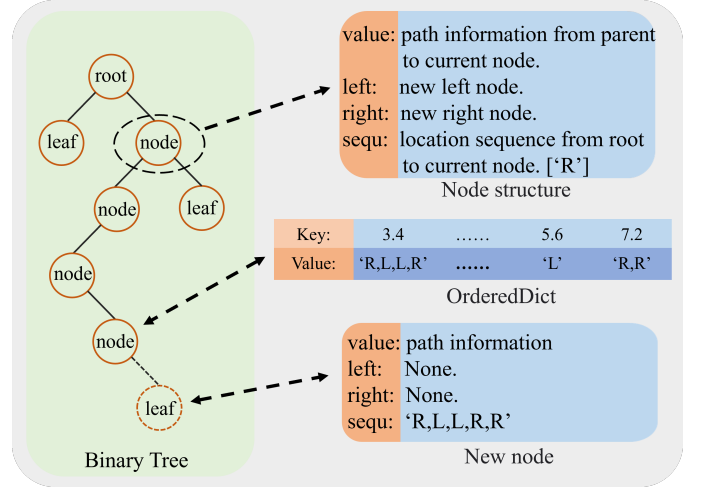 root
leaf
node
node
leaf
node
node
leaf
Binary Tree
value: path information from parent
to current node.
left: new left node.
right: new right node.
sequ: location sequence from root
to current node. [‘R’]
Node structure
Key: 3.4 ...... 5.6 7.2
Value: ‘R,L,L,R’ ...... ‘L’ ‘R,R’
OrderedDict
value: path information
left: None.
right: None.
sequ: ‘R,L,L,R,R’
New node